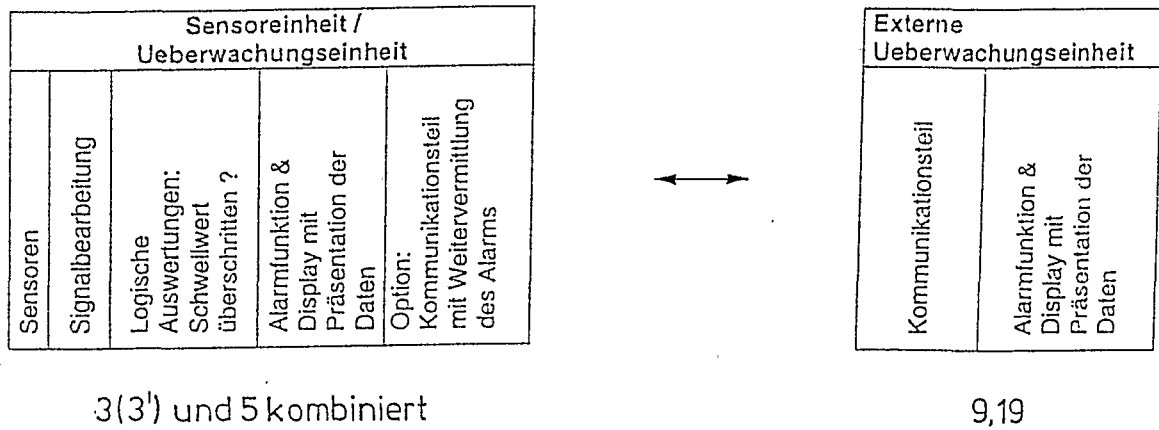 Sensoreinheit /
Ueberwachungseinheit
Sensoren
Signalbearbeitung
Logische
Auswertungen:
Schwellwert
überschritten ?
Alarmfunktion &
Display mit
Präsentation der
Daten
Option:
Kommunikationsteil
mit Weitervermittlung
des Alarms
3(3') und 5 kombiniert
Externe
Ueberwachungseinheit
Kommunikationsteil
Alarmfunktion &
Display mit
Präsentation der
Daten
9,19